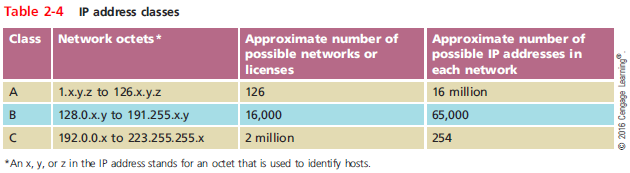 Table 2-4 IP address classes
Class Network octets* Approximate number of possible networks or licenses Approximate number of possible IP addresses in each network
A 1.x.y.z to 126.x.y.z 126 16 million
B 128.0.x.y to 191.255.x.y 16,000 65,000
C 192.0.0.x to 223.255.255.x 2 million 254
*An x, y, or z in the IP address stands for an octet that is used to identify hosts.
© 2016 Cengage Learning®.